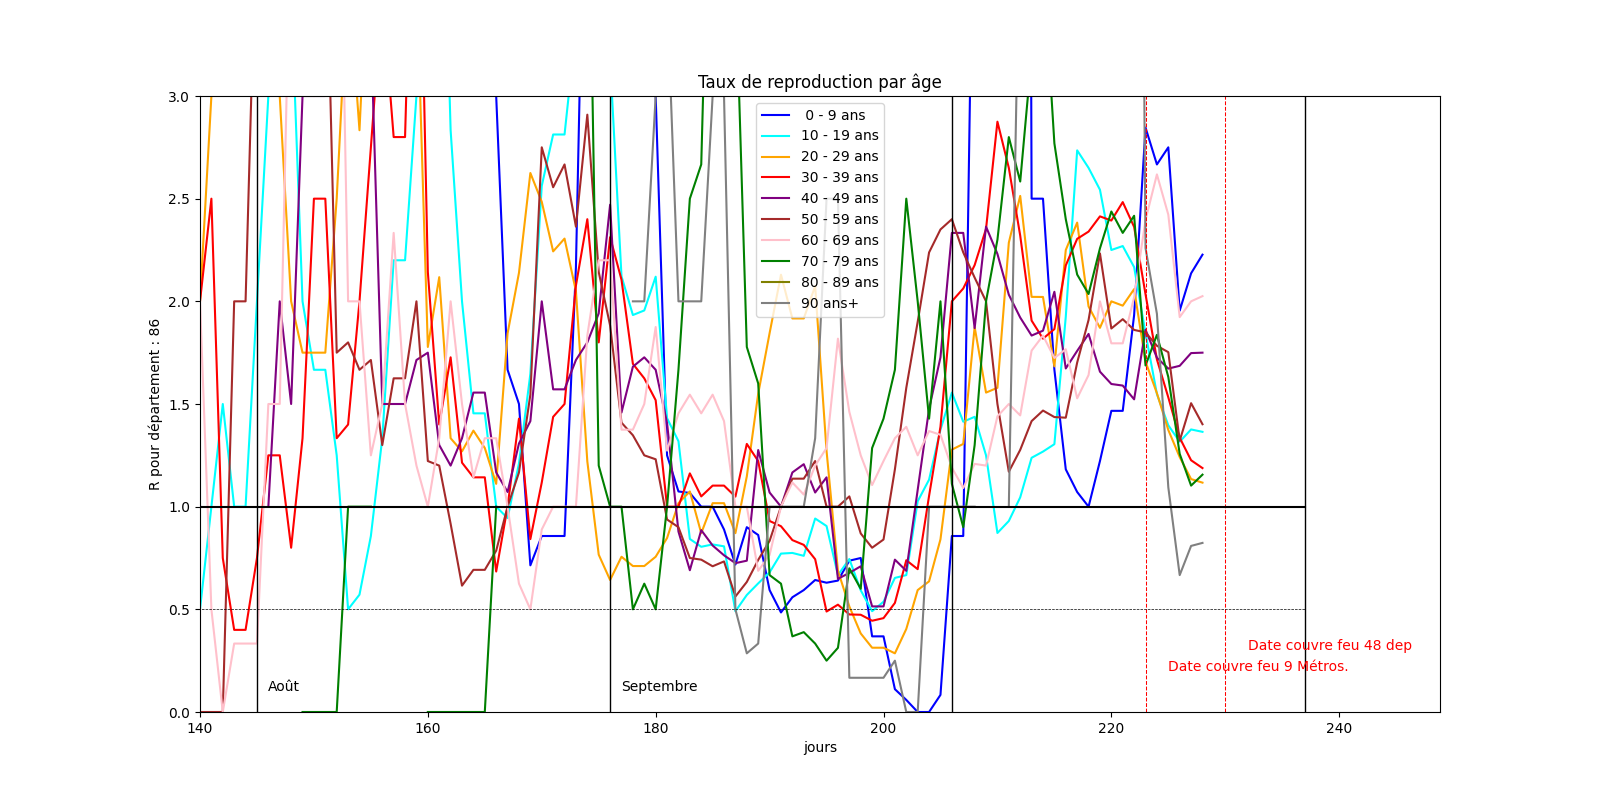 Taux de reproduction par âge
3.0
2.5
2.0
1.5
1.0
0.5
0.0
R pour département : 86
0 - 9 ans
10 - 19 ans
20 - 29 ans
30 - 39 ans
40 - 49 ans
50 - 59 ans
60 - 69 ans
70 - 79 ans
80 - 89 ans
90 ans+
Date couvre feu 48 dep
Date couvre feu 9 Métros.
Août
Septembre
140
160
180
200
220
240
jours